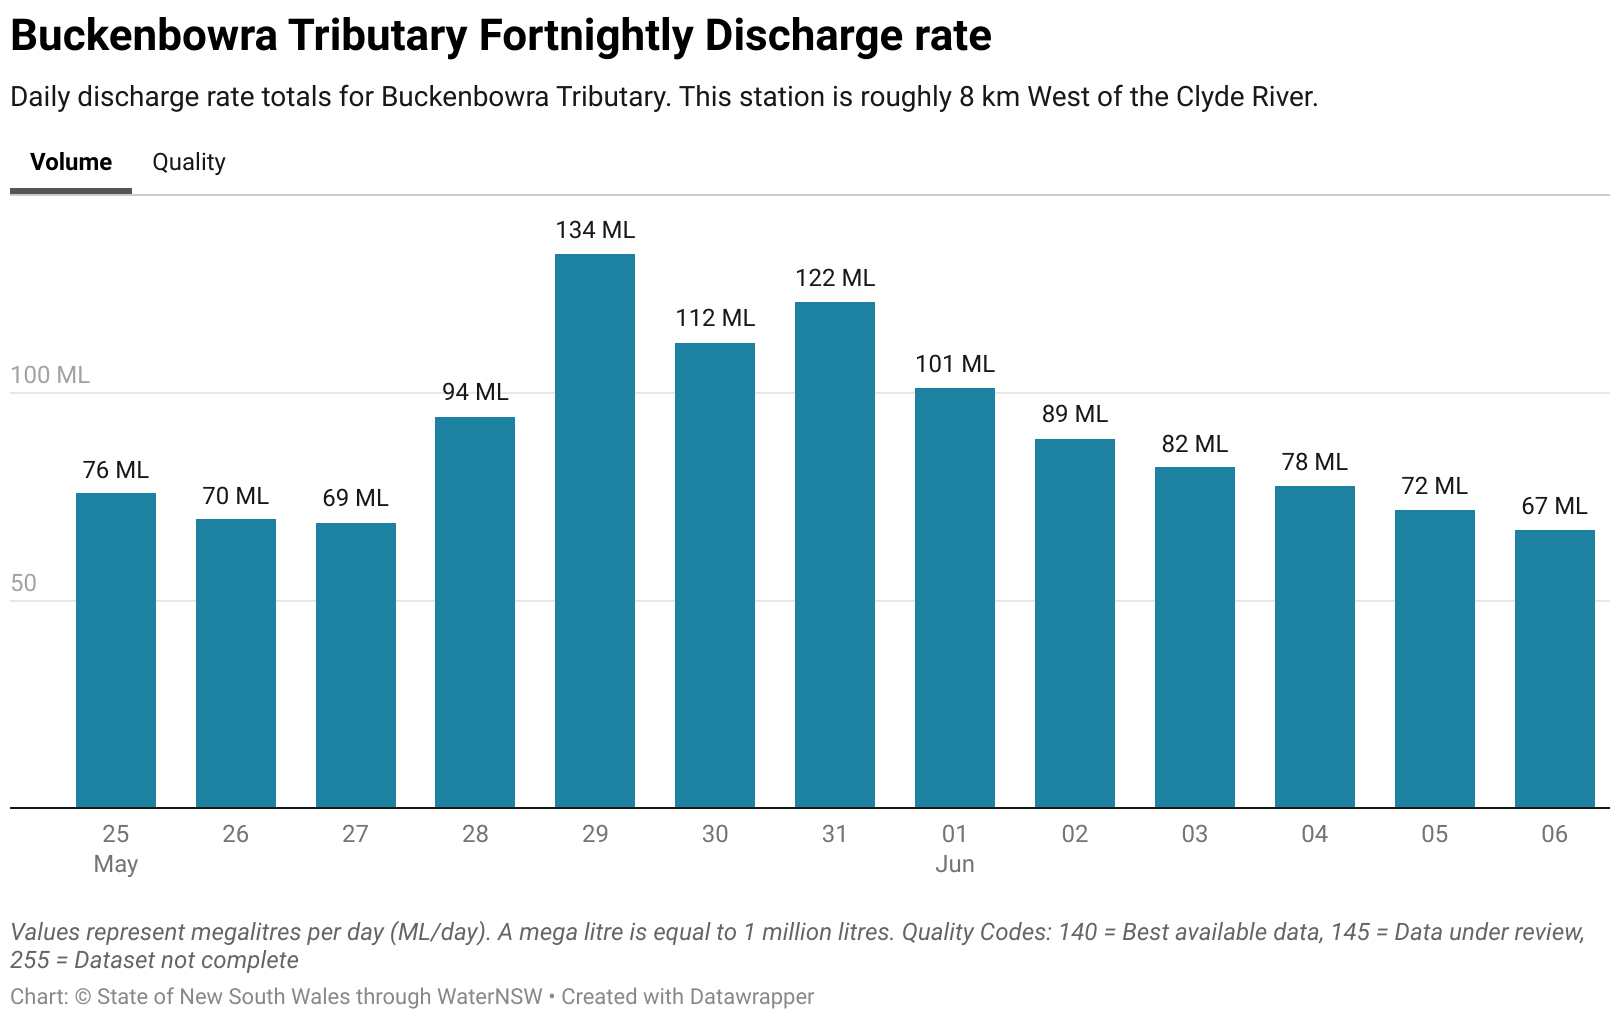 Buckenbowra Tributary Fortnightly Discharge rate
Daily discharge rate totals for Buckenbowra Tributary. This station is roughly 8 km West of the Clyde River.
Volume Quality
134 ML
122 ML
112 ML
101 ML
100 ML
94 ML
89 ML
82 ML
78 ML
76 ML
72 ML
70 ML
69 ML
67 ML
50
25 26 27 28 29 30 31 01 02 03 04 05 06
May Jun
Values represent megalitres per day (ML/day). A mega litre is equal to 1 million litres. Quality Codes: 140 = Best available data, 145 = Data under review,
255 = Dataset not complete
Chart: © State of New South Wales through WaterNSW • Created with Datawrapper